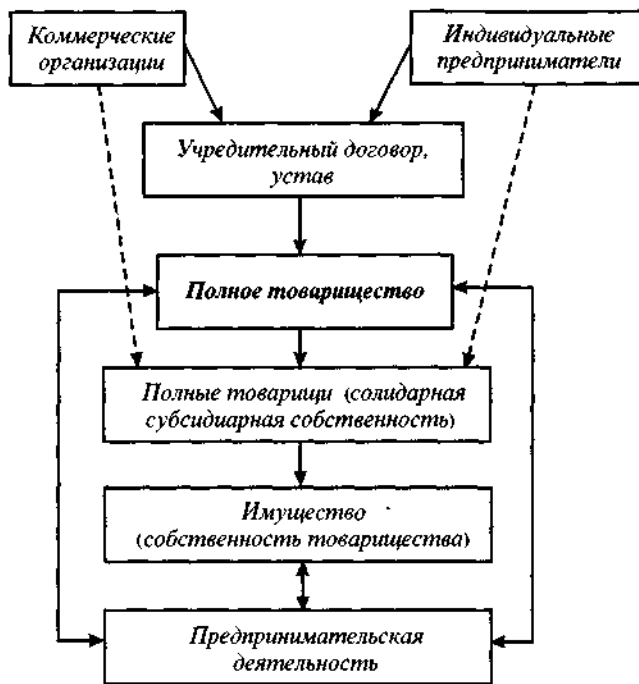 Коммерческие
организации
Индивидуальные
предприниматели
Учредительный договор,
устав
Полное товарищество
Полные товарищи (солидарная
субсидиарная собственность)
Имущество
(собственность товарищества)
Предпринимательская
деятельность